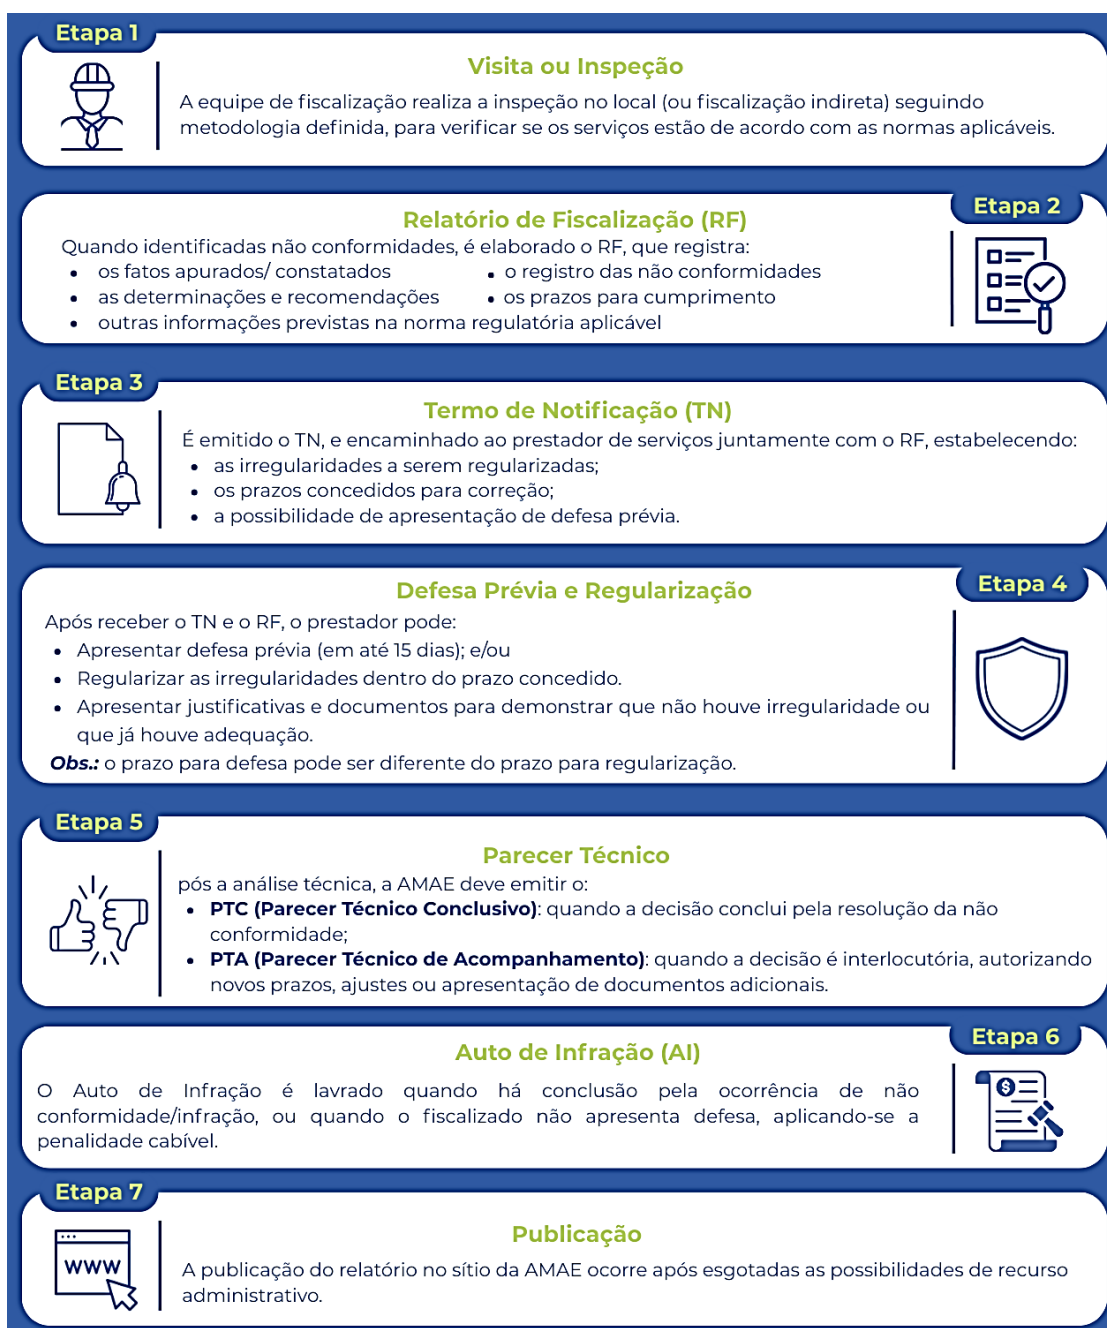 Etapa 1
Visita ou Inspeção
A equipe de fiscalização realiza a inspeção no local (ou fiscalização indireta) seguindo
metodologia definida, para verificar se os serviços estão de acordo com as normas aplicáveis.
Etapa 2
Relatório de Fiscalização (RF)
Quando identificadas não conformidades, é elaborado o RF, que registra:
• os fatos apurados/ constatados
• o registro das não conformidades
• as determinações e recomendações
• os prazos para cumprimento
• outras informações previstas na norma regulatória aplicável
Etapa 3
Termo de Notificação (TN)
É emitido o TN, e encaminhado ao prestador de serviços juntamente com o RF, estabelecendo:
• as irregularidades a serem regularizadas;
• os prazos concedidos para correção;
• a possibilidade de apresentação de defesa prévia.
Etapa 4
Defesa Prévia e Regularização
Após receber o TN e o RF, o prestador pode:
• Apresentar defesa prévia (em até 15 dias); e/ou
• Regularizar as irregularidades dentro do prazo concedido.
• Apresentar justificativas e documentos para demonstrar que não houve irregularidade ou
que já houve adequação.
Obs.: o prazo para defesa pode ser diferente do prazo para regularização.
Etapa 5
Parecer Técnico
pós a análise técnica, a AMAE deve emitir o:
• PTC (Parecer Técnico Conclusivo): quando a decisão conclui pela resolução da não
conformidade;
• PTA (Parecer Técnico de Acompanhamento): quando a decisão é interlocutória, autorizando
novos prazos, ajustes ou apresentação de documentos adicionais.
Etapa 6
Auto de Infração (AI)
O Auto de Infração é lavrado quando há conclusão pela ocorrência de não
conformidade/infração, ou quando o fiscalizado não apresenta defesa, aplicando-se a
penalidade cabível.
$
Etapa 7
Publicação
www
A publicação do relatório no sítio da AMAE ocorre após esgotadas as possibilidades de recurso
administrativo.